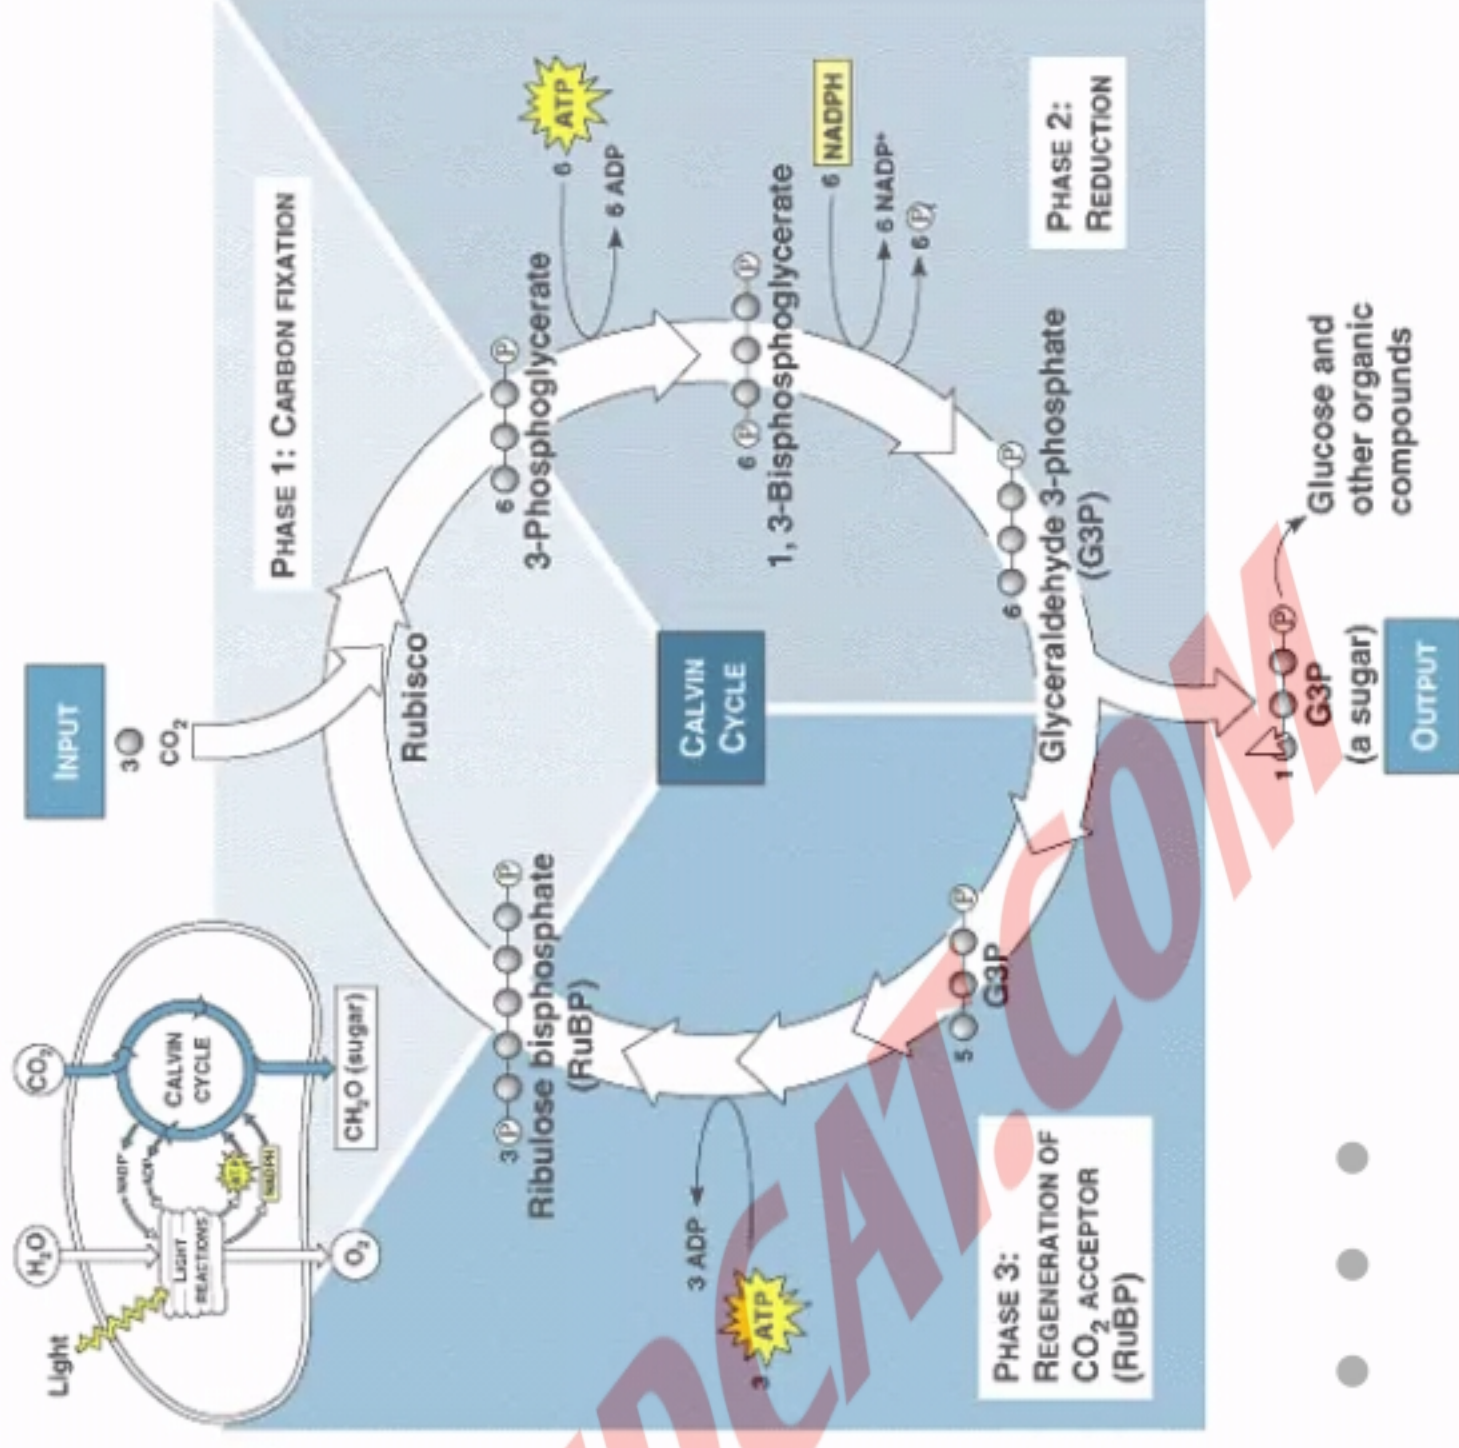 INPUT
3
CO2
PHASE 1: CARBON FIXATION
Rubisco
Light
H2O
CO2
NADP+
ADP
LIGHT
REACTIONS
CALVIN
CYCLE
ATP
NADPH
O2
CH2O (sugar)
6 P
3-Phosphoglycerate
6 ATP
6 ADP
6 P P
1, 3-Bisphosphoglycerate
6 NADPH
6 NADP+
6 Pi
PHASE 2:
REDUCTION
6 P
Glyceraldehyde 3-phosphate
(G3P)
CALVIN
CYCLE
3 P P
Ribulose bisphosphate
(RuBP)
3 ADP
3 ATP
5 P
G3P
PHASE 3:
REGENERATION OF
CO2 ACCEPTOR
(RuBP)
1 P
G3P
(a sugar)
Glucose and
other organic
compounds
OUTPUT